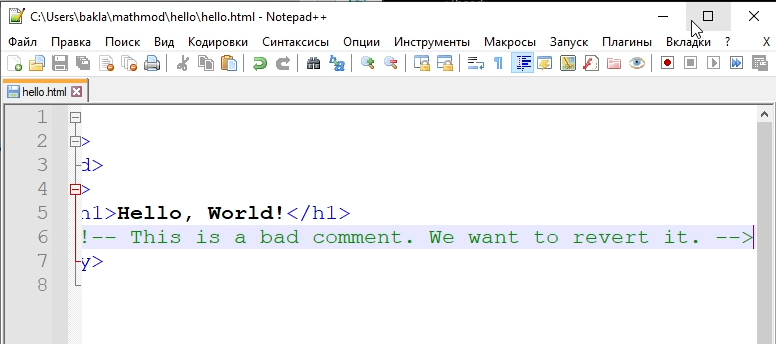 C:\Users\bakla\mathmod\hello\hello.html - Notepad++
Файл Правка Поиск Вид Кодировки Синтаксисы Опции Инструменты Макросы Запуск Плагины Вкладки ? X
hello.html
1
2 >
3 d>
4 >
5 h1>Hello, World!</h1>
6 !-- This is a bad comment. We want to revert it. -->
7 y>
8